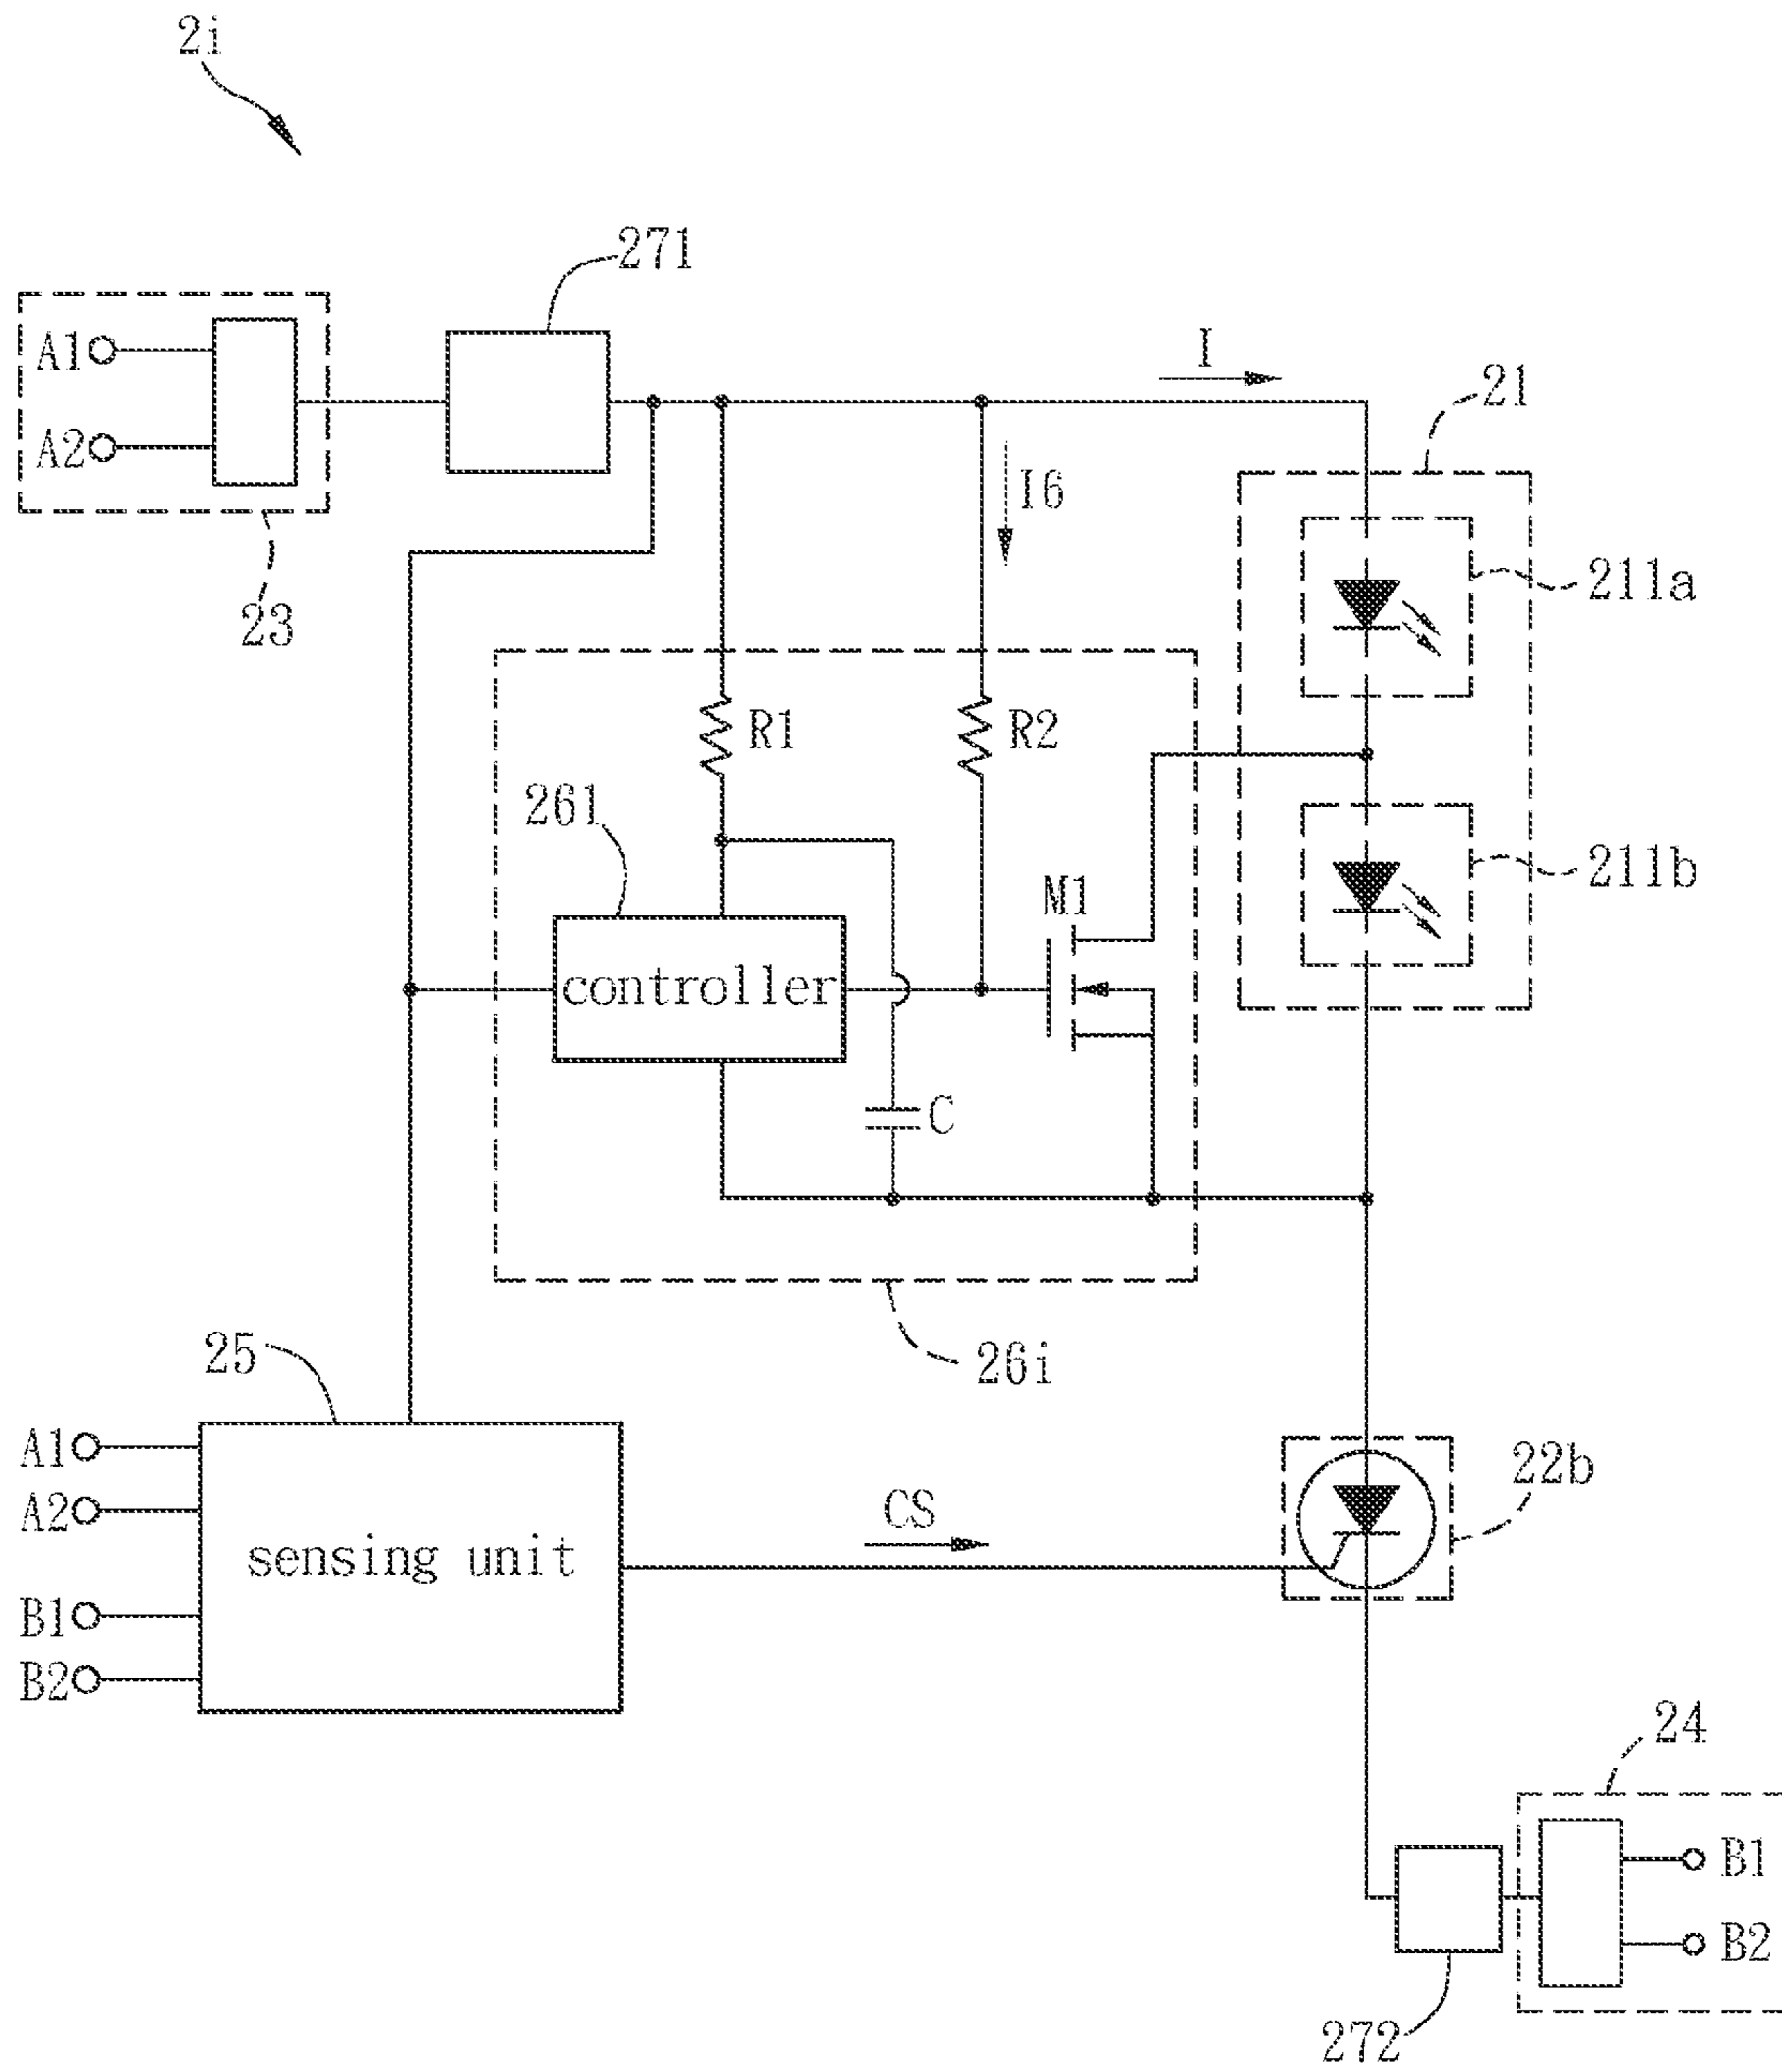 2i
271
A1
A2
23
I
21
I6
211a
R1
R2
261
211b
M1
controller
C
26i
25
A1
A2
B1
B2
sensing unit
CS
22b
24
B1
B2
272